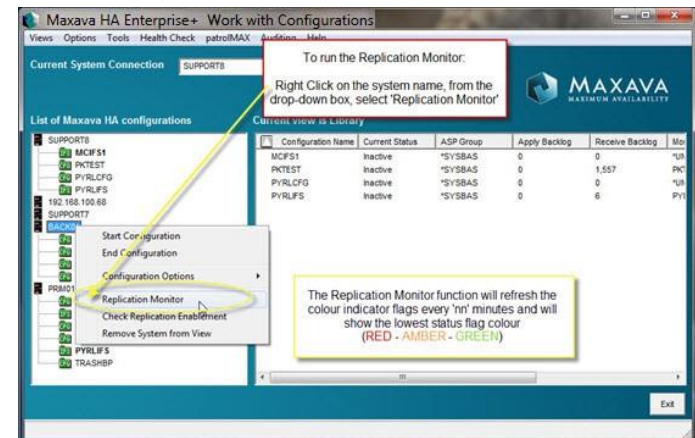 Maxava HA Enterprise+ Work with Configurations
Views Options Tools Health Check patrolMAX Auditing Help
Current System Connection SUPPORT8
To run the Replication Monitor:
Right Click on the system name, from the
drop-down box, select 'Replication Monitor'
MAXAVA
MAXIMUM AVAILABILITY
List of Maxava HA configurations
Current view is Library
SUPPORT8
MCIFS1
PKTEST
PYRLCFG
PYRLIFS
192.168.100.68
SUPPORT7
Configuration Name Current Status ASP Group Apply Backlog Receive Backlog
MCIFS1 Inactive *SYSBAS 0 0
PKTEST Inactive *SYSBAS 0 1,557
PYRLCFG Inactive *SYSBAS 0 0
PYRLIFS Inactive *SYSBAS 0 6
Start Configuration
End Configuration
Configuration Options
Replication Monitor
Check Replication Enablement
Remove System from View
PRM01
PYRLIFS
TRASHBP
The Replication Monitor function will refresh the
colour indicator flags every 'nn' minutes and will
show the lowest status flag colour
(RED - AMBER - GREEN)
Exit